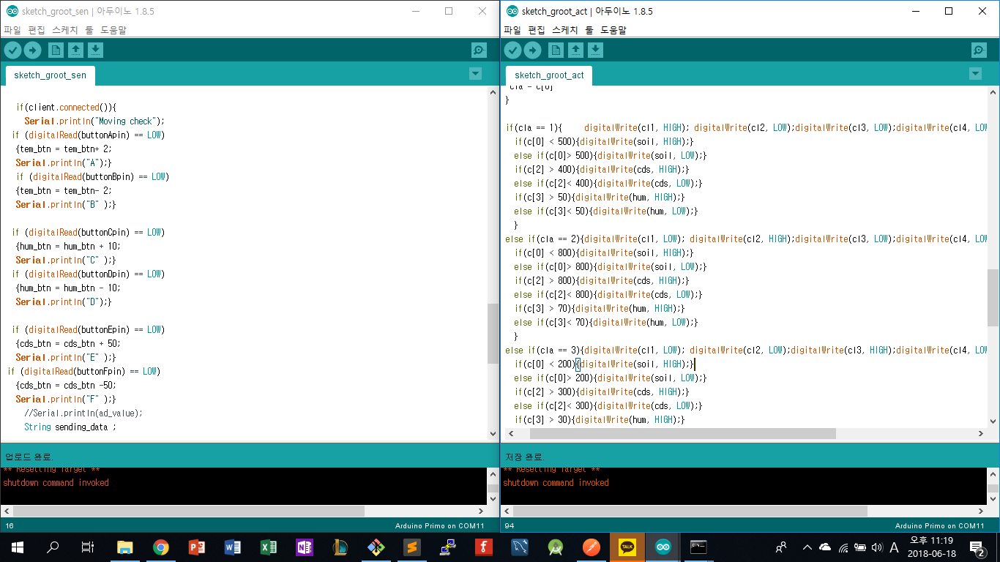 sketch_groot_sen | 아두이노 1.8.5
파일 편집 스케치 툴 도움말
sketch_groot_sen
if(client.connected()){
Serial.println("Moving check");
if (digitalRead(buttonApin) == LOW)
{tem_btn = tem_btn+ 2;
Serial.println("A");}
if (digitalRead(buttonBpin) == LOW)
{tem_btn = tem_btn- 2;
Serial.println("B" );}
if (digitalRead(buttonCpin) == LOW)
{hum_btn = hum_btn + 10;
Serial.println("C" );}
if (digitalRead(buttonDpin) == LOW)
{hum_btn = hum_btn - 10;
Serial.println("D");}
if (digitalRead(buttonEpin) == LOW)
{cds_btn = cds_btn + 50;
Serial.println("E" );}
if (digitalRead(buttonFpin) == LOW)
{cds_btn = cds_btn -50;
Serial.println("F" );}
//Serial.println(ad_value);
String sending_data ;
업로드 완료.
** Resetting Target **
shutdown command invoked
16
Arduino Primo on COM11
sketch_groot_act | 아두이노 1.8.5
파일 편집 스케치 툴 도움말
sketch_groot_act
cla = c[0]
}
if(cla == 1){ digitalWrite(cl1, HIGH); digitalWrite(cl2, LOW);digitalWrite(cl3, LOW);digitalWrite(cl4, LOW
if(c[0] < 500){digitalWrite(soil, HIGH);}
else if(c[0]> 500){digitalWrite(soil, LOW);}
if(c[2] > 400){digitalWrite(cds, HIGH);}
else if(c[2]< 400){digitalWrite(cds, LOW);}
if(c[3] > 50){digitalWrite(hum, HIGH);}
else if(c[3]< 50){digitalWrite(hum, LOW);}
}
else if(cla == 2){digitalWrite(cl1, LOW); digitalWrite(cl2, HIGH);digitalWrite(cl3, LOW);digitalWrite(cl4, LOW
if(c[0] < 800){digitalWrite(soil, HIGH);}
else if(c[0]> 800){digitalWrite(soil, LOW);}
if(c[2] > 800){digitalWrite(cds, HIGH);}
else if(c[2]< 800){digitalWrite(cds, LOW);}
if(c[3] > 70){digitalWrite(hum, HIGH);}
else if(c[3]< 70){digitalWrite(hum, LOW);}
}
else if(cla == 3){digitalWrite(cl1, LOW); digitalWrite(cl2, LOW);digitalWrite(cl3, HIGH);digitalWrite(cl4, LOW
if(c[0] < 200){digitalWrite(soil, HIGH);}
else if(c[0]> 200){digitalWrite(soil, LOW);}
if(c[2] > 300){digitalWrite(cds, HIGH);}
else if(c[2]< 300){digitalWrite(cds, LOW);}
if(c[3] > 30){digitalWrite(hum, HIGH);}
저장 완료.
** Resetting Target **
shutdown command invoked
94
Arduino Primo on COM11
TALK
A
오후 11:19
2018-06-18
2